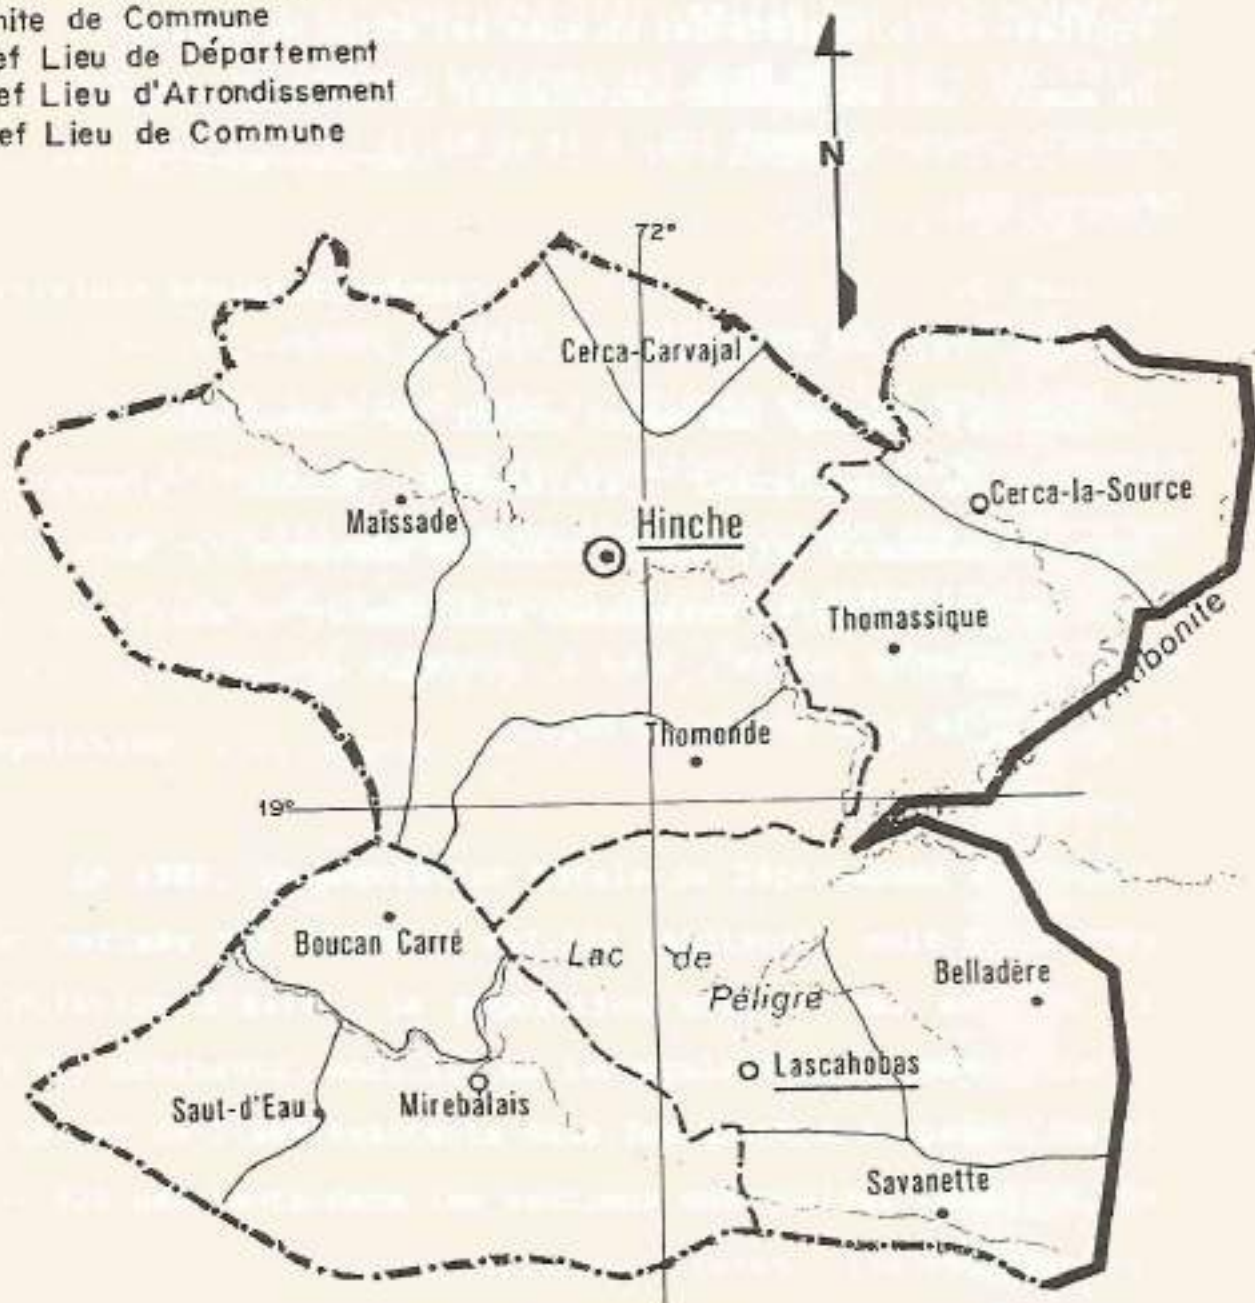 nite de Commune
ef Lieu de Département
ef Lieu d'Arrondissement
ef Lieu de Commune
N
72°
Cerca-Carvajal
Cerca-la-Source
Maïssade
Hinche
Thomassique
Thomonde
19°
Boucan Carré
Lac de
Péligre
Belladère
Lascahobas
Saut-d'Eau
Mirebalais
Savanette